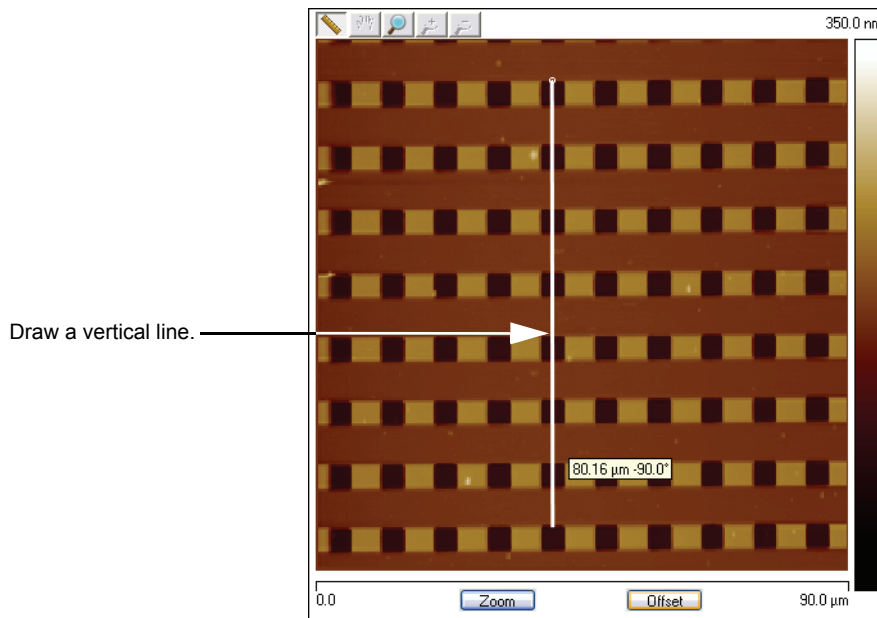 350.0 nm
Draw a vertical line.
80.16 µm -90.0°
0.0
Zoom
Offset
90.0 µm